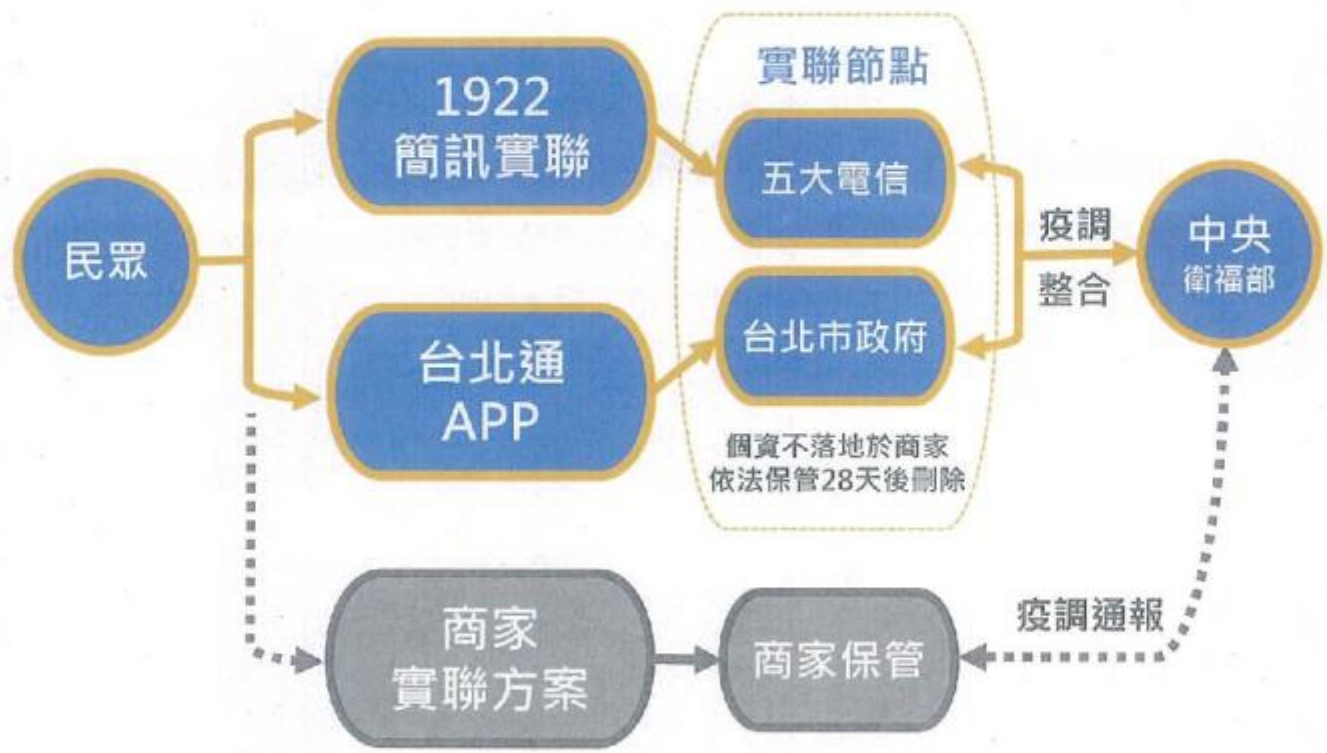 民眾
1922
簡訊實聯
台北通
APP
實聯節點
五大電信
台北市政府
個資不落地於商家
依法保管28天後刪除
疫調
整合
中央
衛福部
商家
實聯方案
商家保管
疫調通報